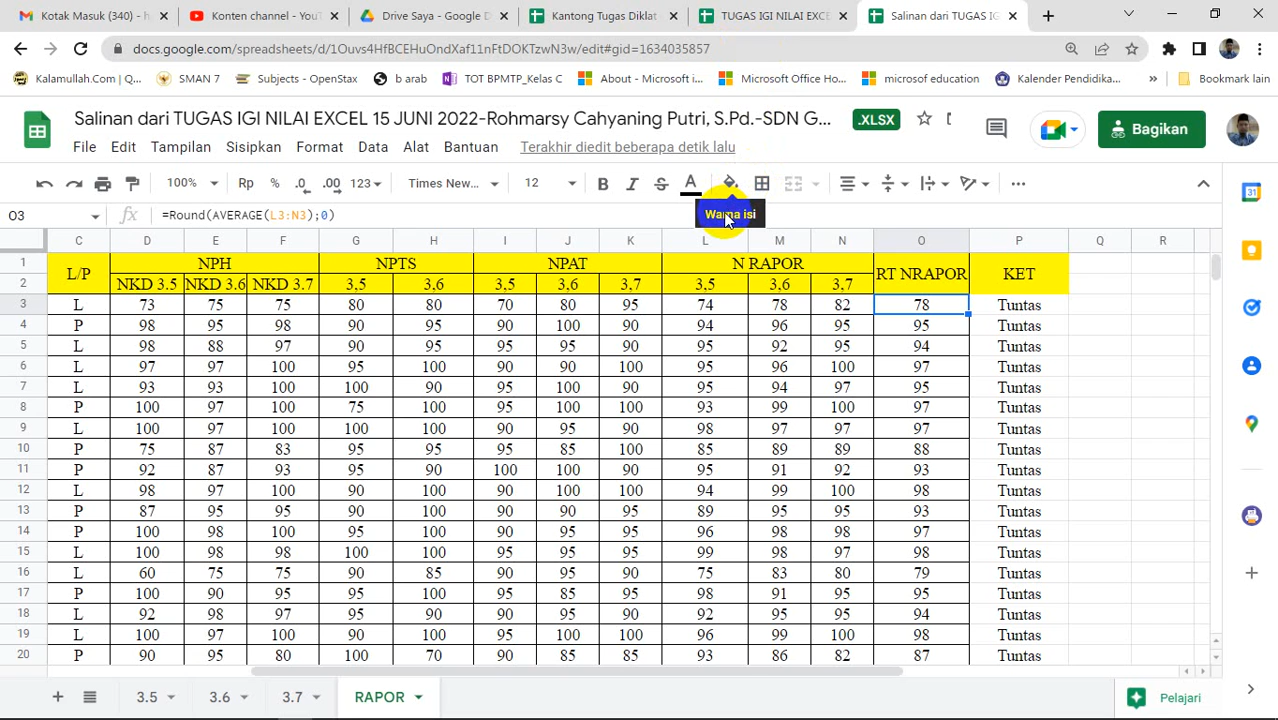 Kotak Masuk (340) - h
Konten channel - YouT
Drive Saya - Google D
Kantong Tugas Diklat
TUGAS IGI NILAI EXCE
Salinan dari TUGAS IG
docs.google.com/spreadsheets/d/1Ouvs4HfBCEHuOndXaf11nFtDOKTzwN3w/edit#gid=1634035857
Kalamullah.Com | Q...
SMAN 7
Subjects - OpenStax
b arab
TOT BPMTP_Kelas C
About - Microsoft i...
Microsoft Office Ho...
microsof education
Kalender Pendidika...
»
Bookmark lain
Salinan dari TUGAS IGI NILAI EXCEL 15 JUNI 2022-Rohmarsy Cahyaning Putri, S.Pd.-SDN G...
.XLSX
Bagikan
File Edit Tampilan Sisipkan Format Data Alat Bantuan Terakhir diedit beberapa detik lalu
100% Rp % .0 .00 123 Times New... 12 B I S A
O3 fx =Round(AVERAGE(L3:N3);0)
Warna isi
C D E F G H I J K L M N O P Q R
1 L/P NPH NPTS NPAT N RAPOR RT NRAPOR KET
2 NKD 3.5 NKD 3.6 NKD 3.7 3,5 3,6 3,5 3,6 3,7 3,5 3,6 3,7
3 L 73 75 75 80 80 70 80 95 74 78 82 78 Tuntas
4 P 98 95 98 90 95 90 100 90 94 96 95 95 Tuntas
5 L 98 88 97 90 95 95 95 90 95 92 95 94 Tuntas
6 L 97 97 100 95 100 90 90 100 95 96 100 97 Tuntas
7 L 93 93 100 100 90 95 100 90 95 94 97 95 Tuntas
8 P 100 97 100 75 100 95 100 100 93 99 100 97 Tuntas
9 L 100 97 100 100 100 90 95 90 98 97 97 97 Tuntas
10 P 75 87 83 95 95 95 85 100 85 89 89 88 Tuntas
11 P 92 87 93 95 90 100 100 90 95 91 92 93 Tuntas
12 L 98 97 100 90 100 90 100 100 94 99 100 98 Tuntas
13 P 87 95 95 90 100 90 90 95 89 95 95 93 Tuntas
14 P 100 98 100 90 100 95 95 95 96 98 98 97 Tuntas
15 L 100 98 98 100 100 95 95 95 99 98 97 98 Tuntas
16 L 60 75 75 90 85 90 95 90 75 83 80 79 Tuntas
17 P 100 90 95 95 100 95 85 95 98 91 95 95 Tuntas
18 L 92 98 97 95 90 90 95 90 92 95 95 94 Tuntas
19 L 100 97 100 90 100 95 100 100 96 99 100 98 Tuntas
20 P 90 95 80 100 70 90 85 85 93 86 82 87 Tuntas
3.5 3.6 3.7 RAPOR Pelajari